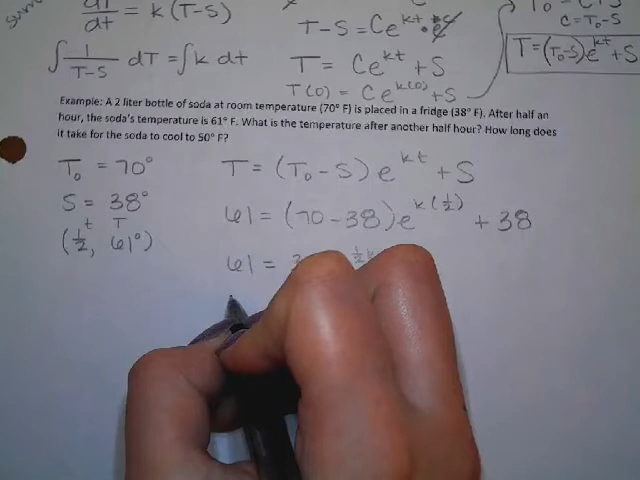 dT/dt = k(T-S)
∫ 1/(T-S) dT = ∫ k dt
T-S = Ce^kt
T = Ce^kt + S
T(0) = Ce^k(0) + S
C = T₀-S
T = (T₀-S)e^kt + S
Example: A 2 liter bottle of soda at room temperature (70° F) is placed in a fridge (38° F). After half an
hour, the soda's temperature is 61° F. What is the temperature after another half hour? How long does
it take for the soda to cool to 50° F?
T₀ = 70°
S = 38°
t T
(½, 61°)
T = (T₀-S)e^kt + S
61 = (70-38)e^k(½) + 38
61 =